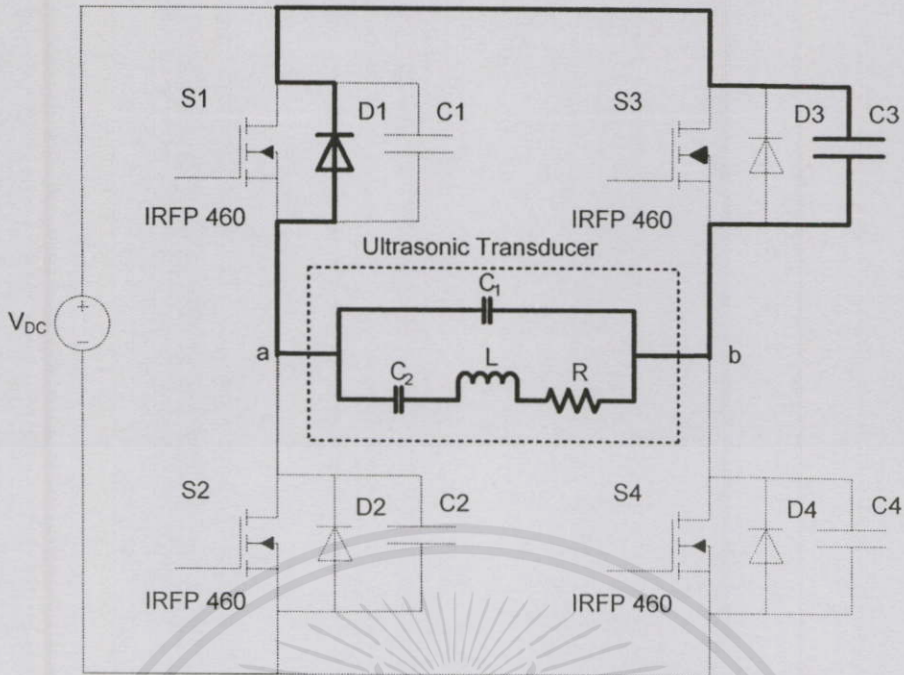 S1
D1
C1
S3
D3
C3
IRFP 460
IRFP 460
Ultrasonic Transducer
C₁
VDC
+
−
a
b
C₂
L
R
S2
D2
C2
S4
D4
C4
IRFP 460
IRFP 460